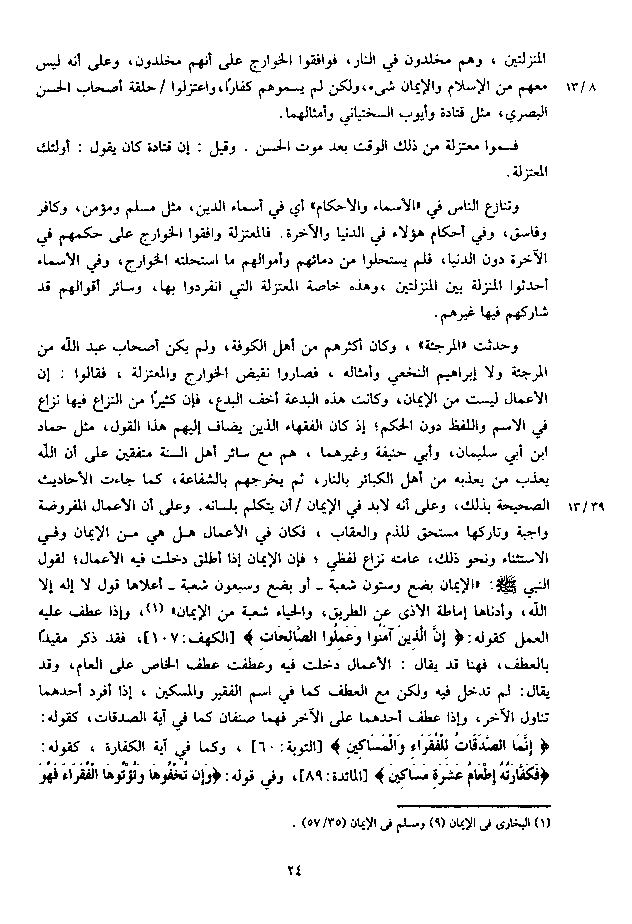 المنزلتين ، وهم مخلدون في النار، فوافقوا الخوارج على أنهم مخلدون، وعلى أنه ليس
١٣/٨ معهم من الإسلام والإيمان شىء،ولكن لم يسموهم كفارًا،واعتزلوا /حلقة أصحاب الحسن
البصري، مثل قتادة وأيوب السختياني وأمثالهما.
فسموا معتزلة من ذلك الوقت بعد موت الحسن . وقيل : إن قتادة كان يقول : أولئك
المعتزلة.
وتنازع الناس في «الأسماء والأحكام» أي في أسماء الدين، مثل مسلم ومؤمن، وكافر
وفاسق، وفي أحكام هؤلاء في الدنيا والآخرة. فالمعتزلة وافقوا الخوارج على حكمهم في
الآخرة دون الدنيا، فلم يستحلوا من دمائهم وأموالهم ما استحلته الخوارج، وفي الأسماء
أحدثوا المنزلة بين المنزلتين ،وهذه خاصة المعتزلة التي انفردوا بها، وسائر أقوالهم قد
شاركهم فيها غيرهم.
وحدثت «المرجئة» ، وكان أكثرهم من أهل الكوفة، ولم يكن أصحاب عبد الله من
المرجئة ولا إبراهيم النخعي وأمثاله ، فصاروا نقيض الخوارج والمعتزلة ، فقالوا : إن
الأعمال ليست من الإيمان، وكانت هذه البدعة أخف البدع، فإن كثيرًا من النزاع فيها نزاع
في الاسم واللفظ دون الحكم؛ إذ كان الفقهاء الذين يضاف إليهم هذا القول، مثل حماد
ابن أبي سليمان، وأبي حنيفة وغيرهما ، هم مع سائر أهل السنة متفقين على أن الله
يعذب من يعذبه من أهل الكبائر بالنار، ثم يخرجهم بالشفاعة، كما جاءت الأحاديث
١٣/٣٩ الصحيحة بذلك، وعلى أنه لابد في الإيمان /أن يتكلم بلسانه. وعلى أن الأعمال المفروضة
واجبة وتاركها مستحق للذم والعقاب ، فكان في الأعمال هـل هي مـن الإيمان وفـي
الاستثناء ونحو ذلك، عامته نزاع لفظي ؛ فإن الإيمان إذا أطلق دخلت فيه الأعمال؛ لقول
النبي ﷺ: «الإيمان بضع وستون شعبة ـ أو بضع وسبعون شعبة ـ أعلاها قول لا إله إلا
الله، وأدناها إماطة الأذى عن الطريق، والحياء شعبة من الإيمان» (١)، وإذا عطف عليه
العمل كقوله:﴿ إِنَّ الَّذِينَ آمَنُوا وَعَمِلُوا الصَّالِحَاتِ ﴾ [الكهف:١٠٧]، فقد ذكر مقيدًا
بالعطف، فهنا قد يقال : الأعمال دخلت فيه وعطفت عطف الخاص على العام، وقد
يقال: لم تدخل فيه ولكن مع العطف كما في اسم الفقير والمسكين ، إذا أفرد أحدهما
تناول الآخر، وإذا عطف أحدهما على الآخر فهما صنفان كما في آية الصدقات، كقوله:
﴿ إِنَّمَا الصَّدَقَاتُ لِلْفُقَرَاءِ وَالْمَسَاكِينِ ﴾ [التوبة:٦٠] ، وكما في آية الكفارة ، كقوله:
﴿فَكَفَّارَتُهُ إِطْعَامُ عَشَرَةِ مَسَاكِينَ ﴾ [المائدة:٨٩]، وفي قوله:﴿وَإِن تُخْفُوهَا وَتُؤْتُوهَا الْفُقَرَاءَ فَهُوَ
(١) البخارى فى الإيمان (٩) ومسلم فى الإيمان (٥٧/٣٥) .
٢٤